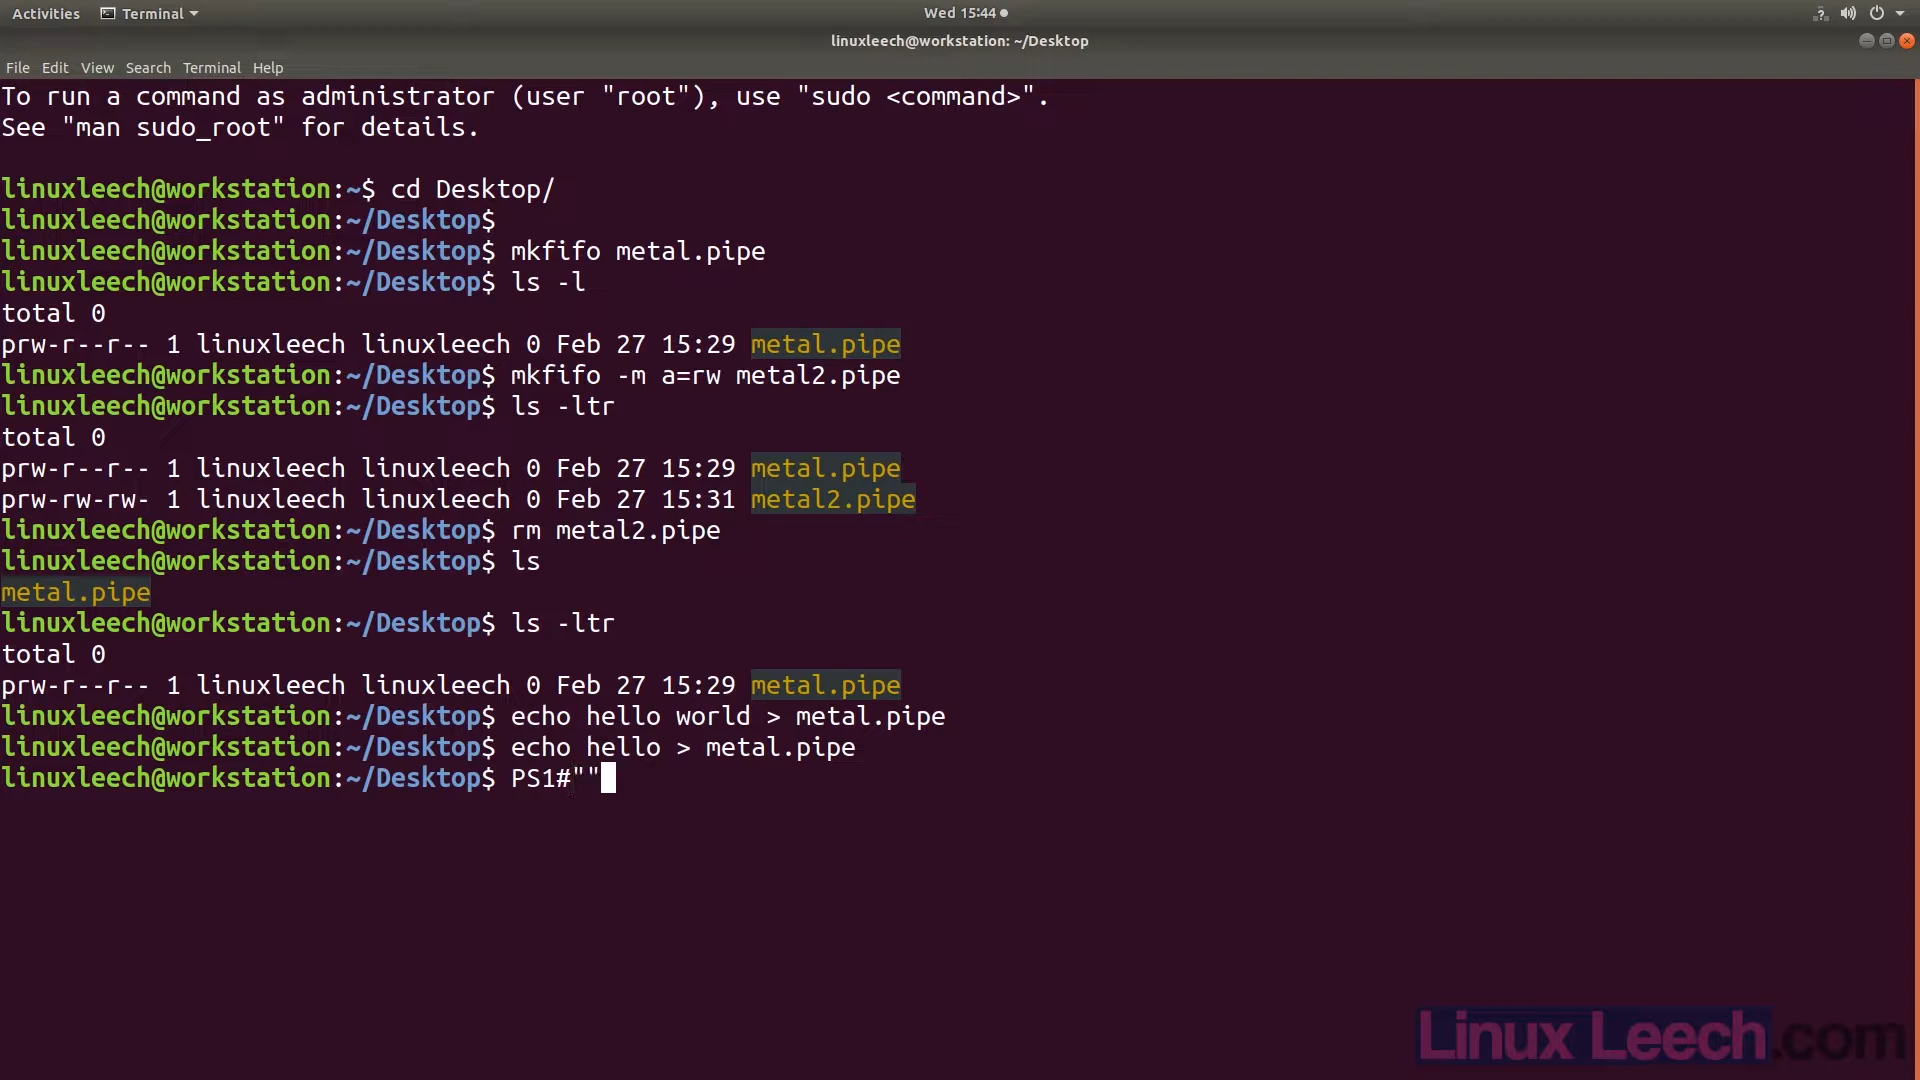 Activities Terminal Wed 15:44
linuxleech@workstation: ~/Desktop
File Edit View Search Terminal Help
To run a command as administrator (user "root"), use "sudo <command>".
See "man sudo_root" for details.
linuxleech@workstation:~$ cd Desktop/
linuxleech@workstation:~/Desktop$
linuxleech@workstation:~/Desktop$ mkfifo metal.pipe
linuxleech@workstation:~/Desktop$ ls -l
total 0
prw-r--r-- 1 linuxleech linuxleech 0 Feb 27 15:29 metal.pipe
linuxleech@workstation:~/Desktop$ mkfifo -m a=rw metal2.pipe
linuxleech@workstation:~/Desktop$ ls -ltr
total 0
prw-r--r-- 1 linuxleech linuxleech 0 Feb 27 15:29 metal.pipe
prw-rw-rw- 1 linuxleech linuxleech 0 Feb 27 15:31 metal2.pipe
linuxleech@workstation:~/Desktop$ rm metal2.pipe
linuxleech@workstation:~/Desktop$ ls
metal.pipe
linuxleech@workstation:~/Desktop$ ls -ltr
total 0
prw-r--r-- 1 linuxleech linuxleech 0 Feb 27 15:29 metal.pipe
linuxleech@workstation:~/Desktop$ echo hello world > metal.pipe
linuxleech@workstation:~/Desktop$ echo hello > metal.pipe
linuxleech@workstation:~/Desktop$ PS1#""
Linux Leech.com